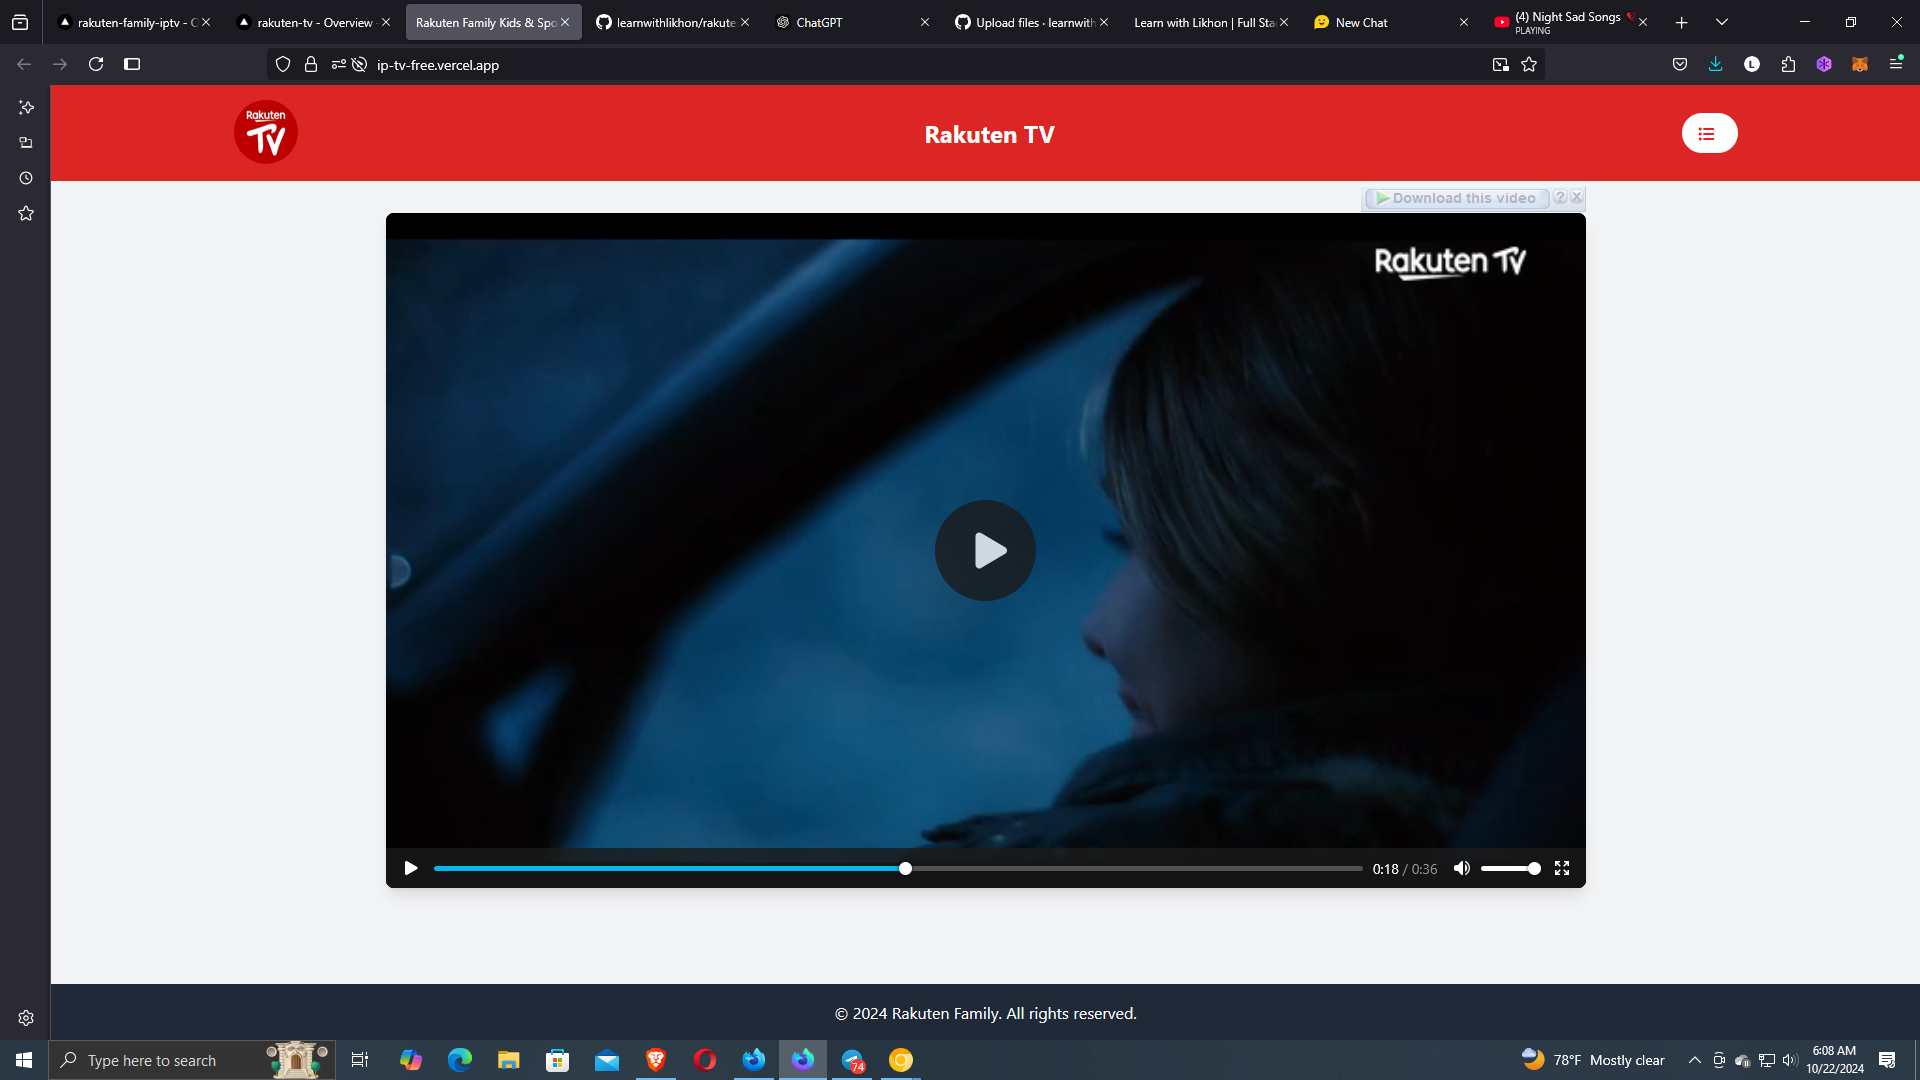 rakuten-family-iptv - O
rakuten-tv - Overview
Rakuten Family Kids & Spo
learnwithlikhon/rakute
ChatGPT
Upload files · learnwith
Learn with Likhon | Full Sta
New Chat
(4) Night Sad Songs
PLAYING
ip-tv-free.vercel.app
L
Rakuten
TV
Rakuten TV
Download this video ? X
Rakuten TV
0:18 / 0:36
© 2024 Rakuten Family. All rights reserved.
Type here to search
74
78°F Mostly clear
6:08 AM
10/22/2024